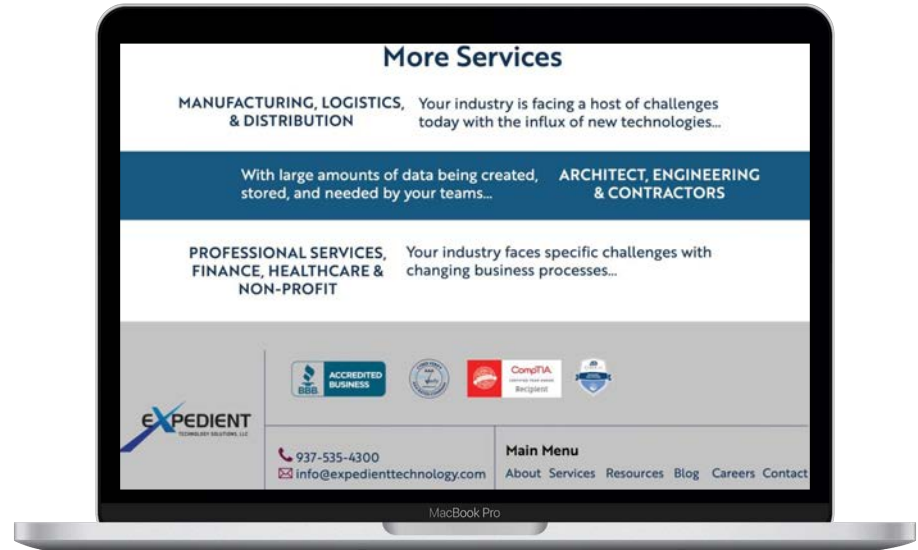 More Services
MANUFACTURING, LOGISTICS,
& DISTRIBUTION
Your industry is facing a host of challenges
today with the influx of new technologies...
With large amounts of data being created,
stored, and needed by your teams...
ARCHITECT, ENGINEERING
& CONTRACTORS
PROFESSIONAL SERVICES,
FINANCE, HEALTHCARE &
NON-PROFIT
Your industry faces specific challenges with
changing business processes...
BBB
ACCREDITED
BUSINESS
CompTIA
Recipient
EXPEDIENT
TECHNOLOGY SOLUTIONS, LLC
937-535-4300
info@expedienttechnology.com
Main Menu
About Services Resources Blog Careers Contact
MacBook Pro